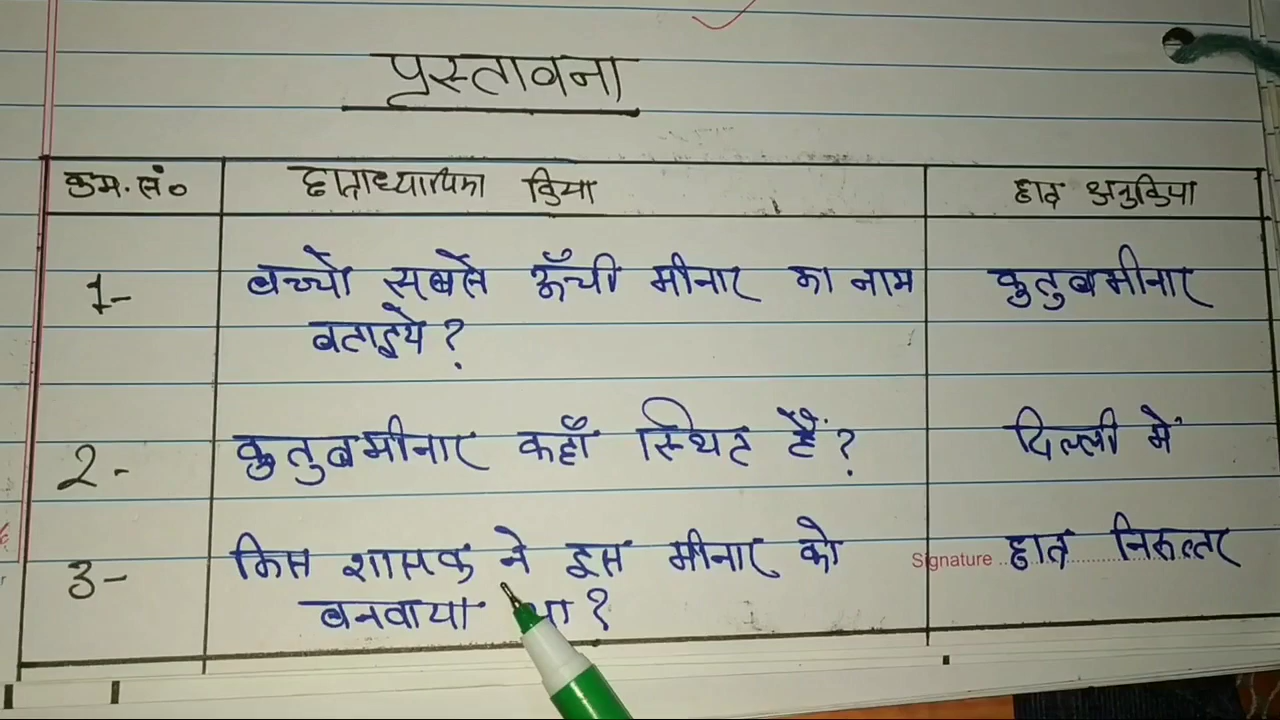 प्रस्तावना
क्रम.सं० छात्राध्यापिका क्रिया छात्र अनुक्रिया
1- बच्चों सबसे ऊँची मीनार का नाम कुतुबमीनार
बताइये?
2- कुतुबमीनार कहाँ स्थित हैं? दिल्ली में
3- किस शासक ने इस मीनार को Signature छात्र निरुत्तर
बनवाया था?